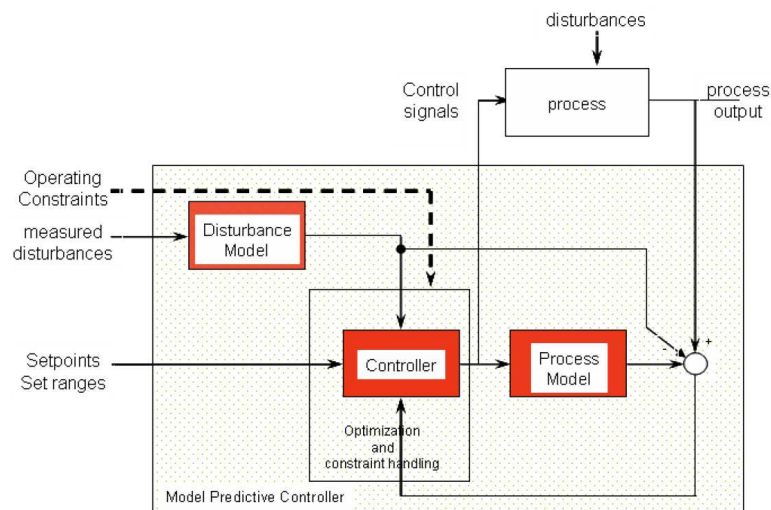 disturbances
Control
signals
process
process
output
Operating
Constraints
measured
disturbances
Disturbance
Model
Setpoints
Set ranges
Controller
Process
Model
- +
Optimization
and
constraint handling
Model Predictive Controller